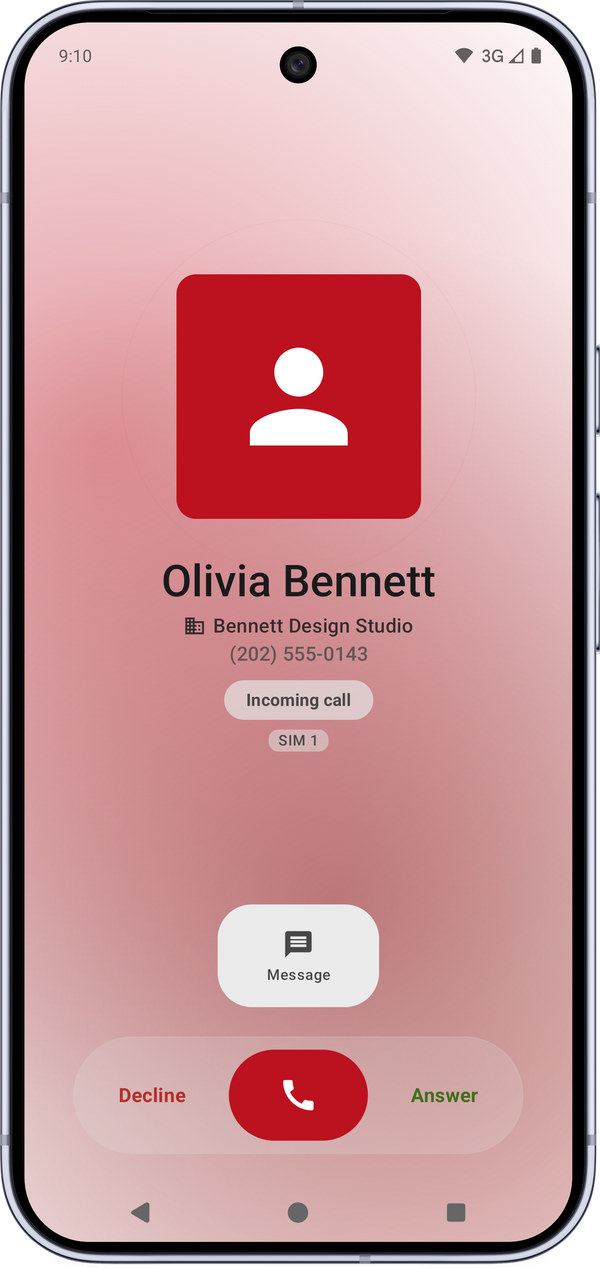 9:10
3G
Olivia Bennett
Bennett Design Studio
(202) 555-0143
Incoming call
SIM 1
Message
Decline
Answer